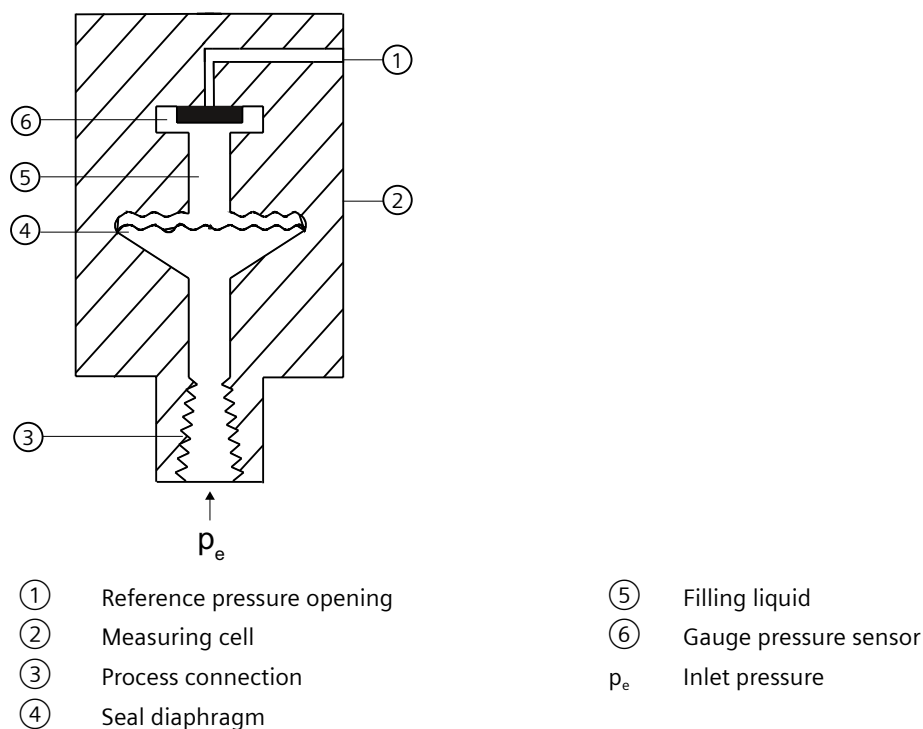 ①
⑥
⑤
②
④
③
pₑ
① Reference pressure opening
② Measuring cell
③ Process connection
④ Seal diaphragm
⑤ Filling liquid
⑥ Gauge pressure sensor
pₑ Inlet pressure